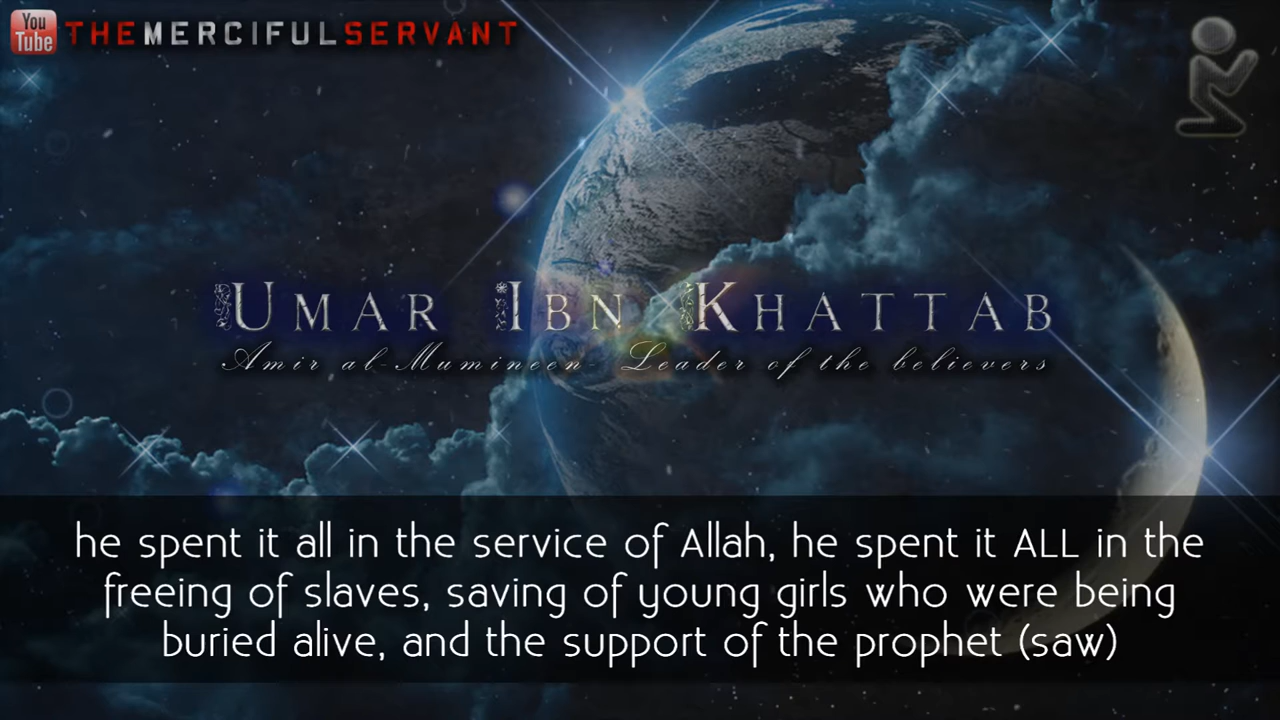 You
Tube
THEMERCIFULSERVANT
UMAR IBN KHATTAB
Amir al-Mumineen- Leader of the believers
he spent it all in the service of Allah, he spent it ALL in the
freeing of slaves, saving of young girls who were being
buried alive, and the support of the prophet (saw)